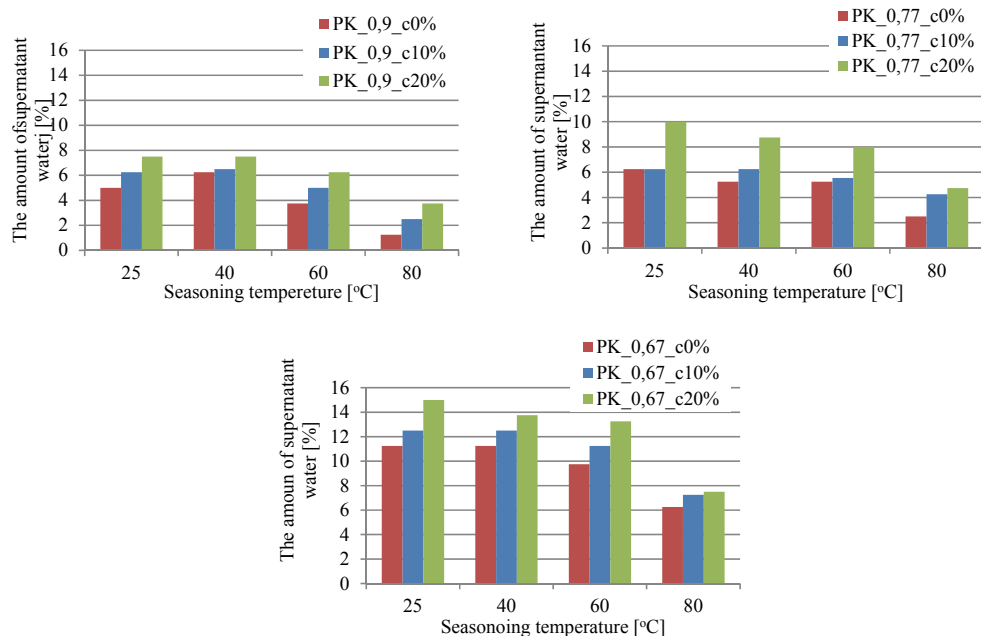 PK_0,9_c0%
PK_0,9_c10%
PK_0,9_c20%
The amount ofsupernatant
waterj [%]
16
14
12
10
8
6
4
2
0
25 40 60 80
Seasoning tempereture [°C]
PK_0,77_c0%
PK_0,77_c10%
PK_0,77_c20%
The amount of supernantant
water [%]
16
14
12
10
8
6
4
2
0
25 40 60 80
Seasoning temperature [°C]
PK_0,67_c0%
PK_0,67_c10%
PK_0,67_c20%
The amoun of supernatant
water [%]
16
14
12
10
8
6
4
2
0
25 40 60 80
Seasonoing temperature [°C]